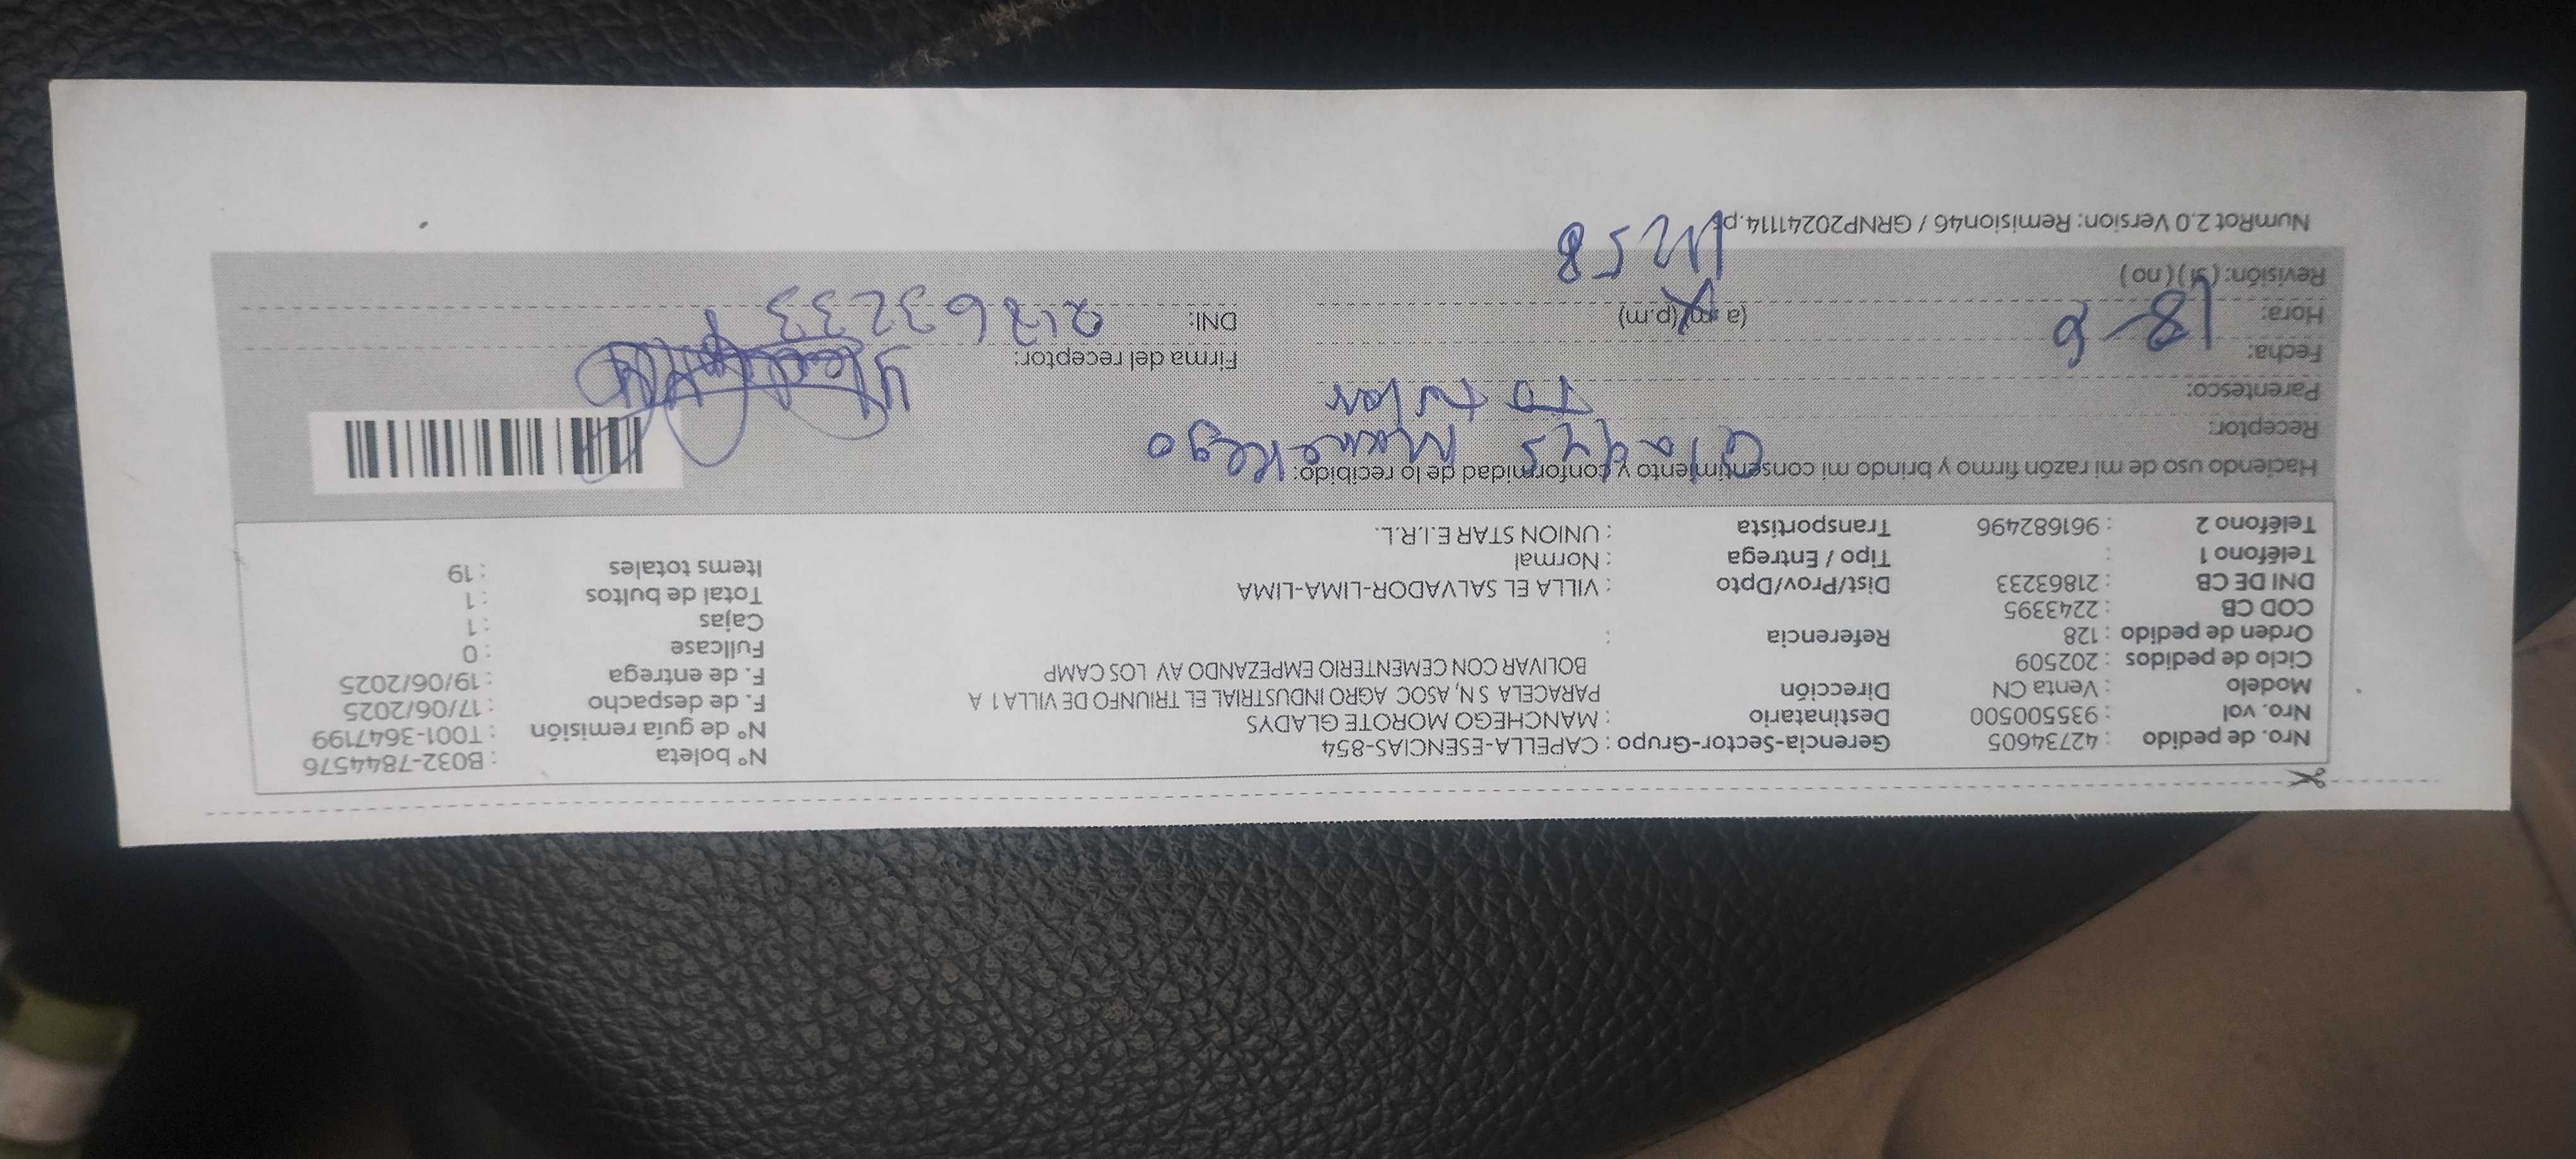 Nro. de pedido : 42734605 Gerencia-Sector-Grupo : CAPELLA-ESENCIAS-854 N° boleta : B032-7844576
Nro. vol : 935500500 Destinatario : MANCHEGO MOROTE GLADYS N° de guía remisión : T001-3647199
Modelo : Venta CN Dirección PARACELA S N, ASOC AGRO INDUSTRIAL EL TRIUNFO DE VILLA 1 A F. de despacho : 17/06/2025
Ciclo de pedidos : 202509 BOLIVAR CON CEMENTERIO EMPEZANDO AV LOS CAMP F. de entrega : 19/06/2025
Orden de pedido : 128 Referencia : Fullcase : 0
COD CB : 2243395 Cajas : 1
DNI DE CB : 21863233 Dist/Prov/Dpto : VILLA EL SALVADOR-LIMA-LIMA Total de bultos : 1
Teléfono 1 : Tipo / Entrega : Normal Items totales : 19
Teléfono 2 : 961682496 Transportista : UNION STAR E.I.R.L.
Haciendo uso de mi razón firmo y brindo mi consentimiento y conformidad de lo recibido:
Receptor: Gladys Manchego
Parentesco:
Fecha: 18-6 Firma del receptor:
Hora: (a.m) (p.m) DNI: 21863233
Revisión: ( si ) ( no )
NumRot 2.0 Version: Remision46 / GRNP20241114.p